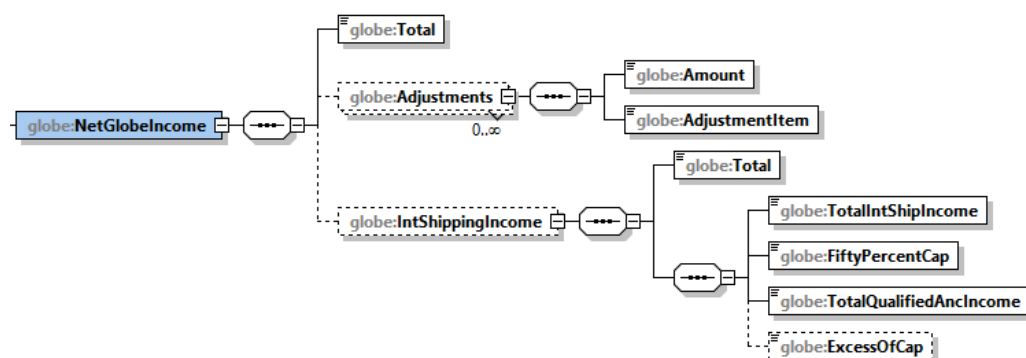 globe:Total
globe:Adjustments
0..∞
globe:Amount
globe:AdjustmentItem
globe:NetGlobeIncome
globe:Total
globe:IntShippingIncome
globe:TotalIntShipIncome
globe:FiftyPercentCap
globe:TotalQualifiedAncIncome
globe:ExcessOfCap